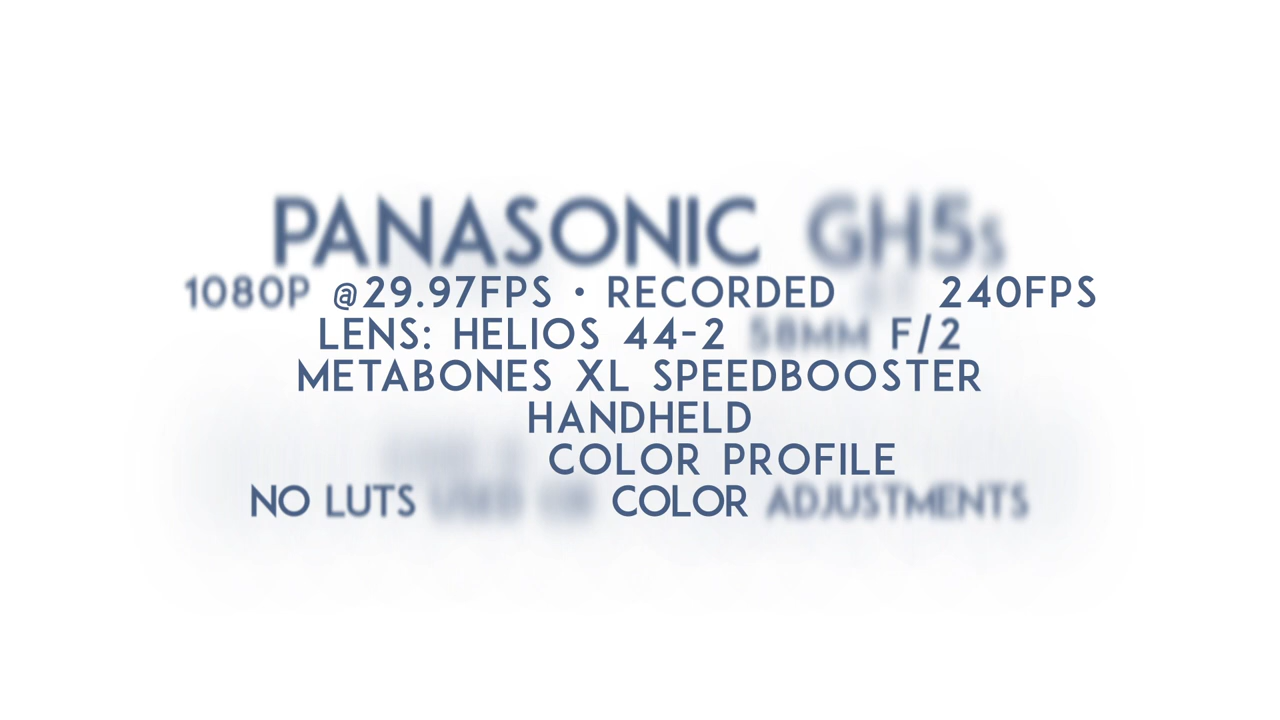 PANASONIC GH5s
1080P @29.97FPS • RECORDED 240FPS
LENS: HELIOS 44-2 58MM F/2
METABONES XL SPEEDBOOSTER
HANDHELD
COLOR PROFILE
NO LUTS COLOR ADJUSTMENTS